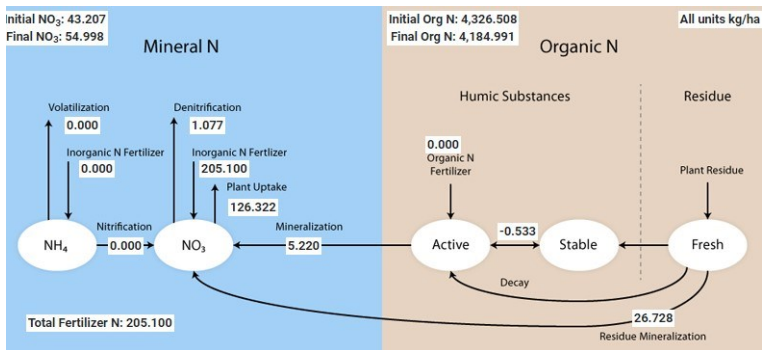 Initial NO₃: 43.207
Final NO₃: 54.998
Mineral N
Initial Org N: 4,326.508
Final Org N: 4,184.991
All units kg/ha
Organic N
Humic Substances
Residue
Volatilization
0.000
Denitrification
1.077
Inorganic N Fertilizer
0.000
Inorganic N Fertlizer
205.100
Plant Uptake
126.322
0.000
Organic N
Fertilizer
Plant Residue
Nitrification
0.000
Mineralization
5.220
-0.533
NH₄
NO₃
Active
Stable
Fresh
Decay
26.728
Residue Mineralization
Total Fertilizer N: 205.100